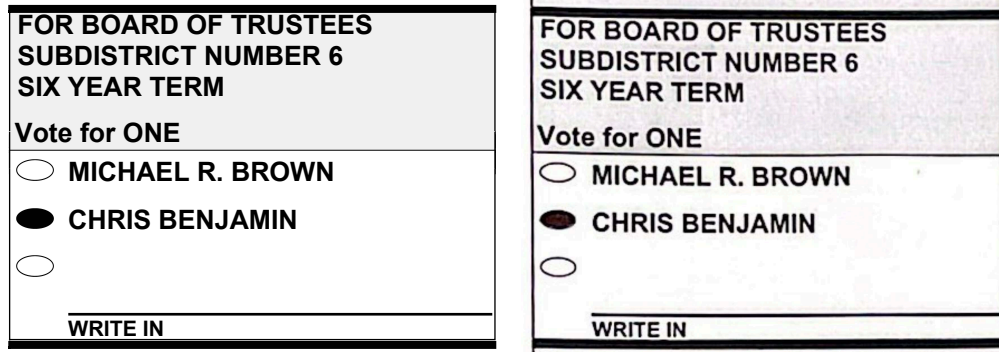 FOR BOARD OF TRUSTEES
SUBDISTRICT NUMBER 6
SIX YEAR TERM
Vote for ONE
MICHAEL R. BROWN
CHRIS BENJAMIN
WRITE IN
FOR BOARD OF TRUSTEES
SUBDISTRICT NUMBER 6
SIX YEAR TERM
Vote for ONE
MICHAEL R. BROWN
CHRIS BENJAMIN
WRITE IN